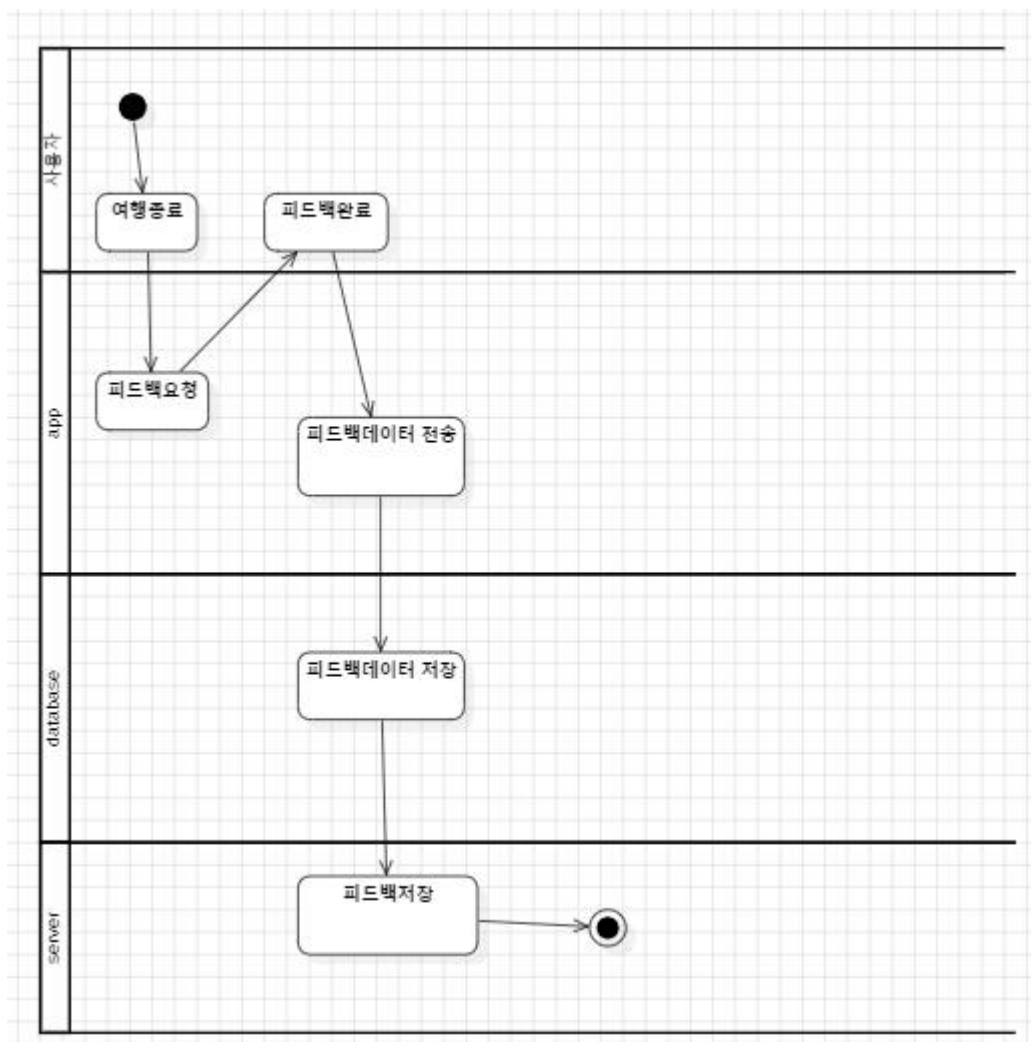 사용자
여행종료
피드백완료
app
피드백요청
피드백데이터 전송
database
피드백데이터 저장
server
피드백저장